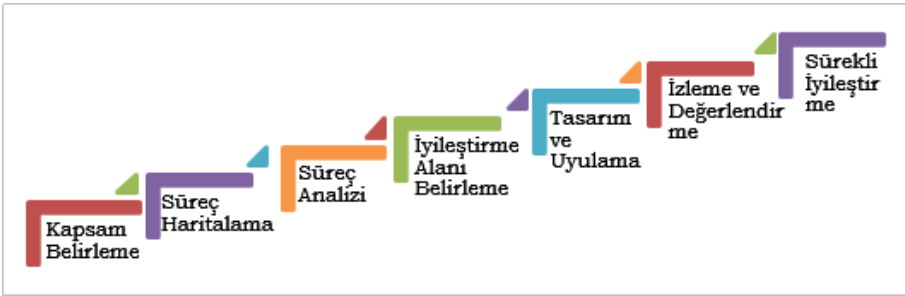 Kapsam
Belirleme
Süreç
Haritalama
Süreç
Analizi
İyileştirme
Alanı
Belirleme
Tasarım
ve
Uyulama
İzleme ve
Değerlendir
me
Sürekli
İyileştir
me